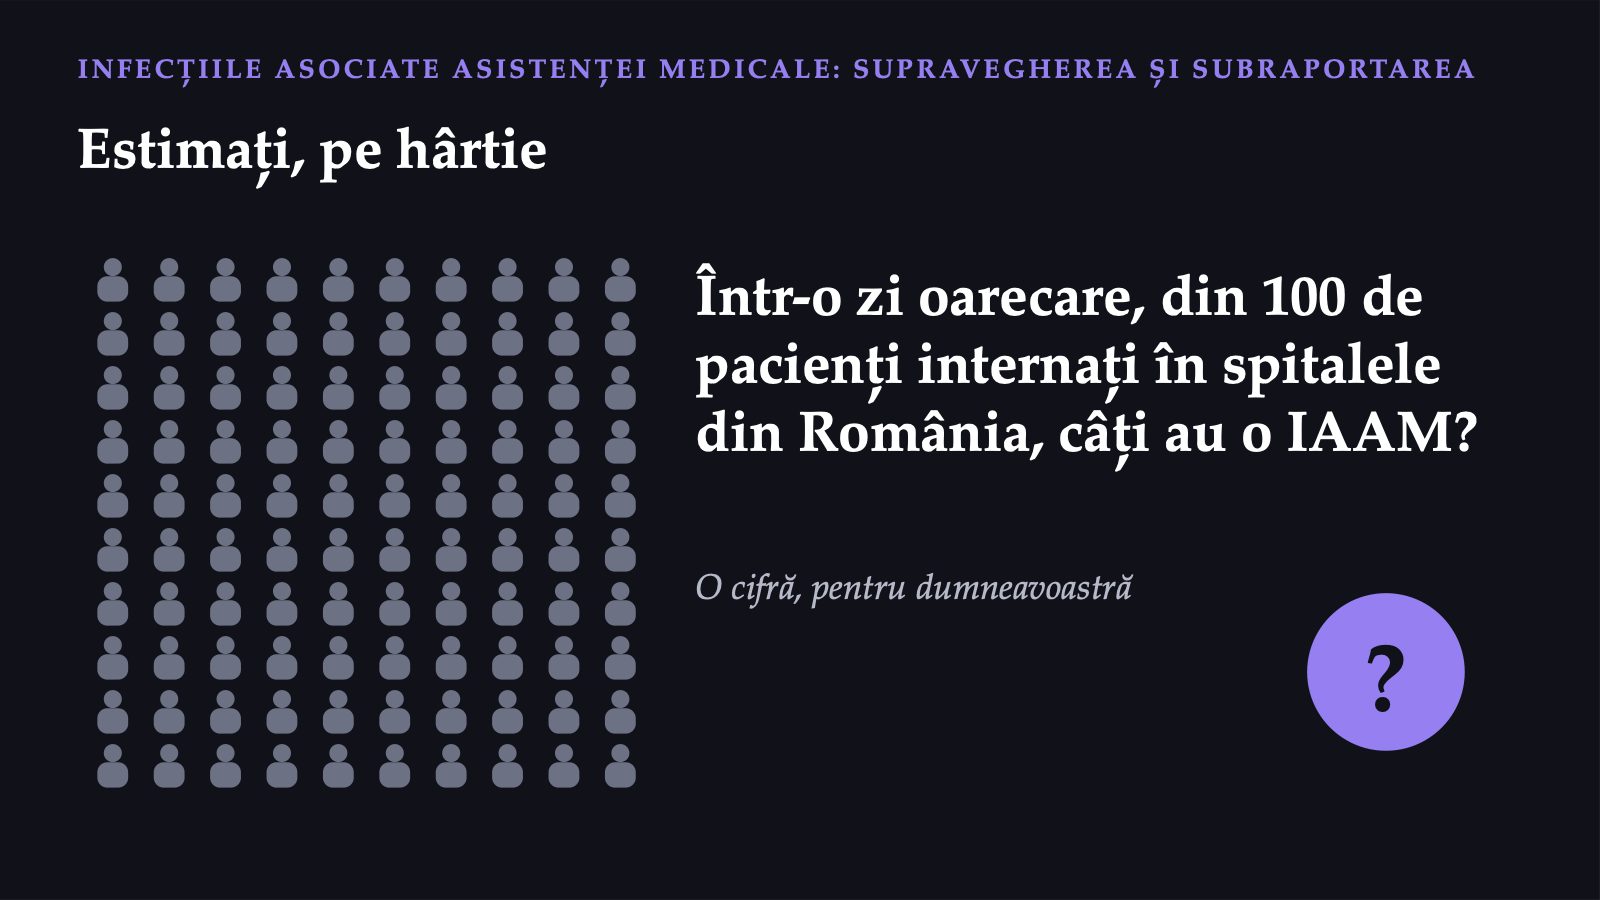 INFECȚIILE ASOCIATE ASISTENȚEI MEDICALE: SUPRAVEGHEREA ȘI SUBRAPORTAREA
Estimați, pe hârtie
Într-o zi oarecare, din 100 de
pacienți internați în spitalele
din România, câți au o IAAM?
O cifră, pentru dumneavoastră
?